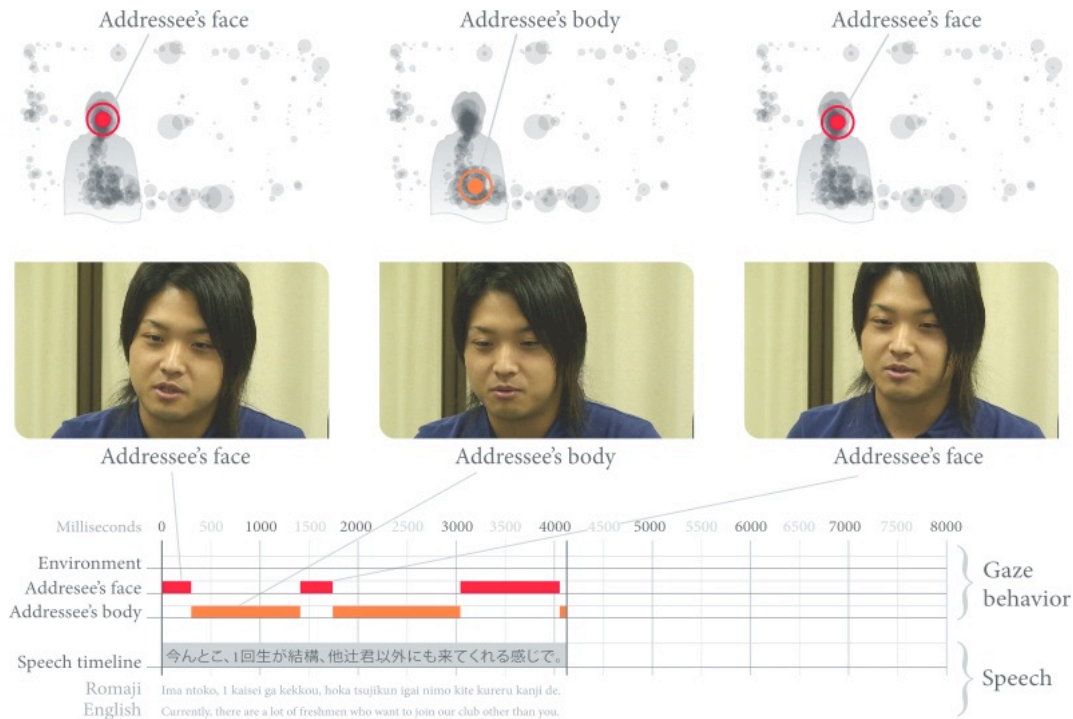 Addressee's face
Addressee's body
Addressee's face
Addressee's face
Addressee's body
Addressee's face
Milliseconds 0 500 1000 1500 2000 2500 3000 3500 4000 4500 5000 5500 6000 6500 7000 7500 8000
Environment
Addresee's face
Addressee's body
Gaze behavior
Speech timeline 今んとこ、1回生が結構、他辻君以外にも来てくれる感じで。
Romaji Ima ntoko, 1 kaisei ga kekkou, hoka tsujikun igai nimo kite kureru kanji de.
English Currently, there are a lot of freshmen who want to join our club other than you.
Speech